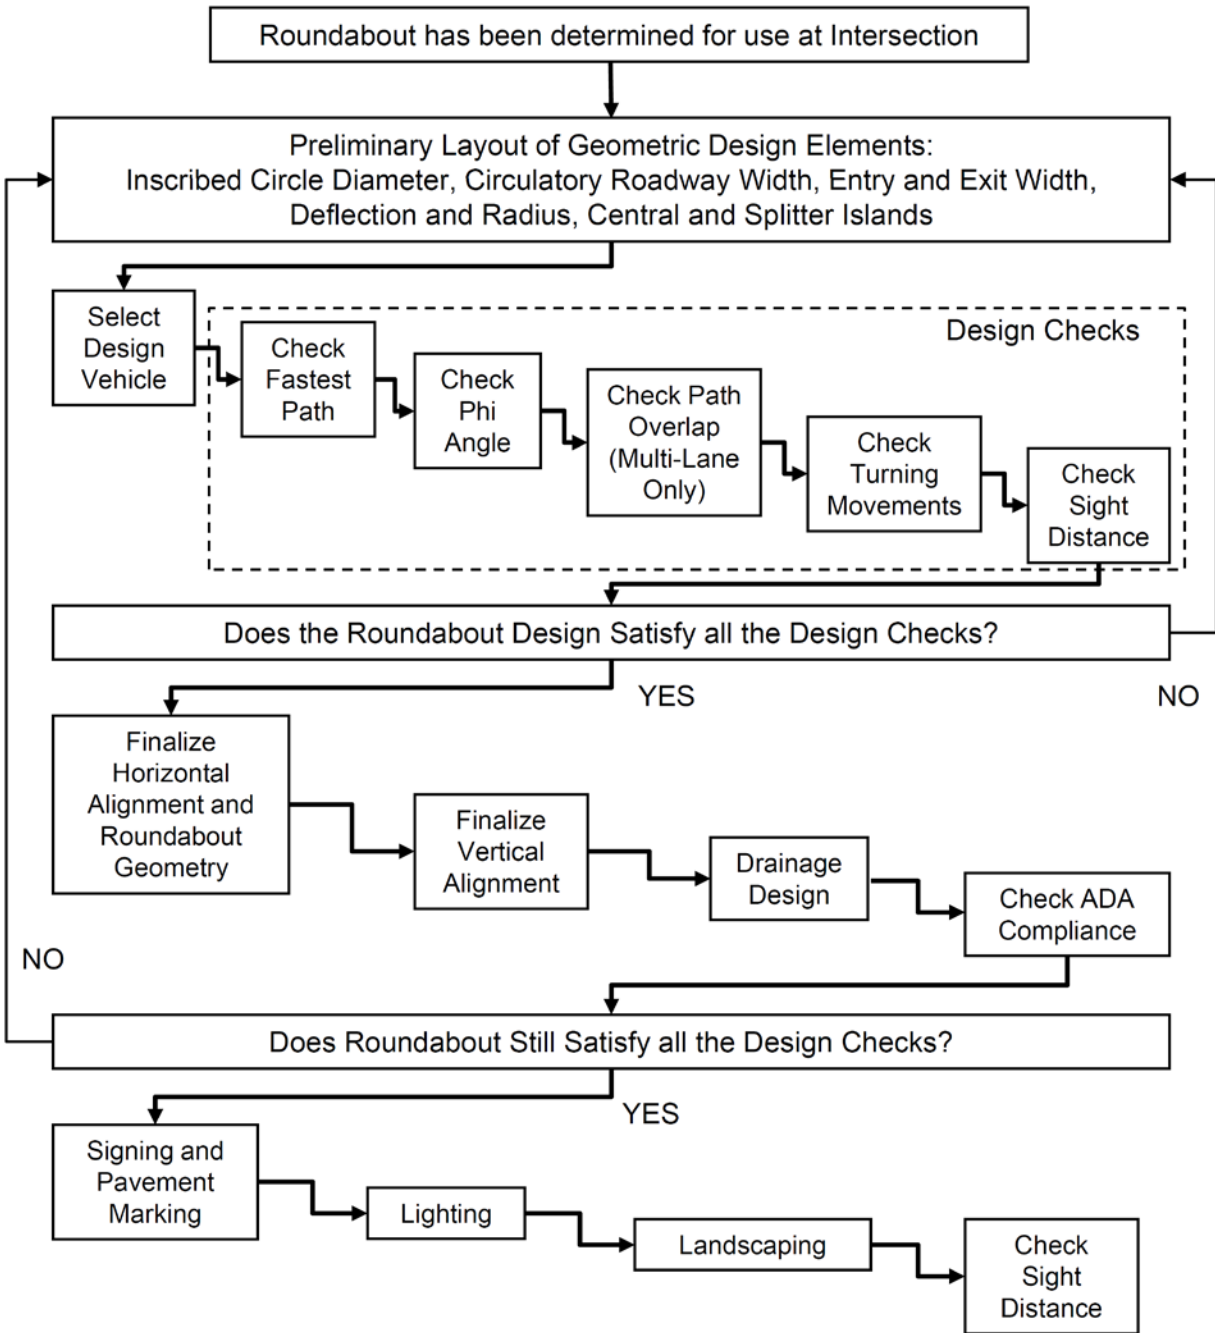 Roundabout has been determined for use at Intersection
Preliminary Layout of Geometric Design Elements:
Inscribed Circle Diameter, Circulatory Roadway Width, Entry and Exit Width,
Deflection and Radius, Central and Splitter Islands
Select
Design
Vehicle
Design Checks
Check
Fastest
Path
Check
Phi
Angle
Check Path
Overlap
(Multi-Lane
Only)
Check
Turning
Movements
Check
Sight
Distance
Does the Roundabout Design Satisfy all the Design Checks?
YES
NO
Finalize
Horizontal
Alignment and
Roundabout
Geometry
Finalize
Vertical
Alignment
Drainage
Design
Check ADA
Compliance
NO
Does Roundabout Still Satisfy all the Design Checks?
YES
Signing and
Pavement
Marking
Lighting
Landscaping
Check
Sight
Distance